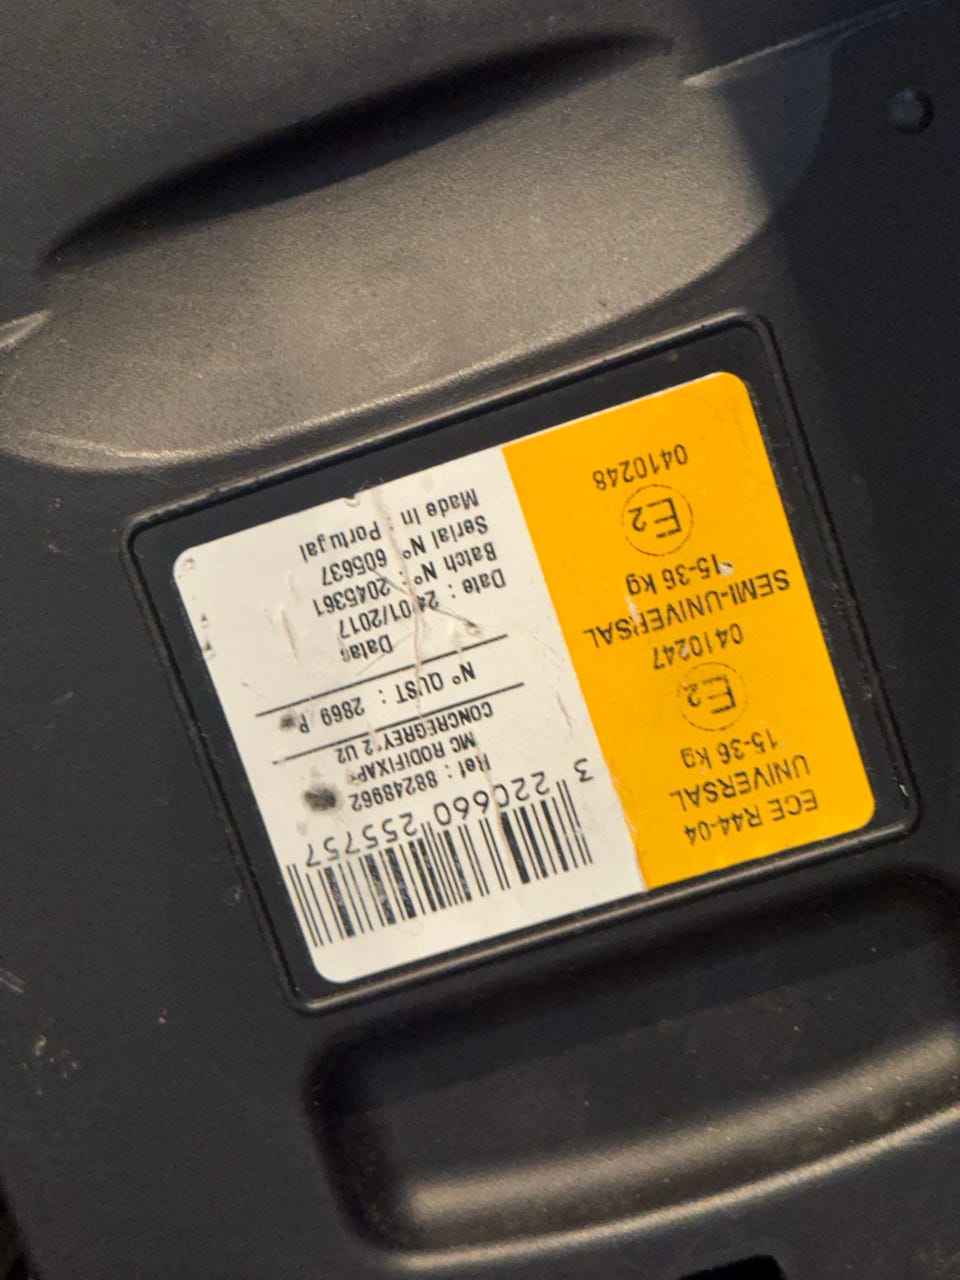 ECE R44-04
UNIVERSAL
15-36 kg
E2
0410247
SEMI-UNIVERSAL
15-36 kg
E2
0410248
3 220660 255757
Ref : 88248962
MC RODIFIXAP
CONCREGREY 2 U2
N° OUST : 2869 P
Datas
Date : 24/01/2017
Batch N° : 2045361
Serial N° 605637
Made in Portugal